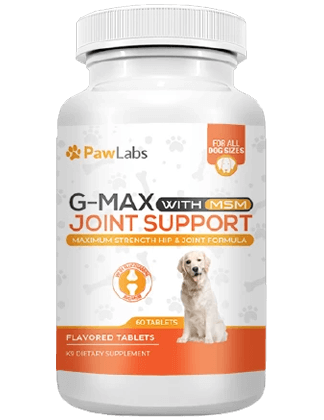 PawLabs
FOR ALL
DOG SIZES
G-MAX WITH MSM
JOINT SUPPORT
MAXIMUM STRENGTH HIP & JOINT FORMULA
60 TABLETS
FLAVORED TABLETS
K9 DIETARY SUPPLEMENT